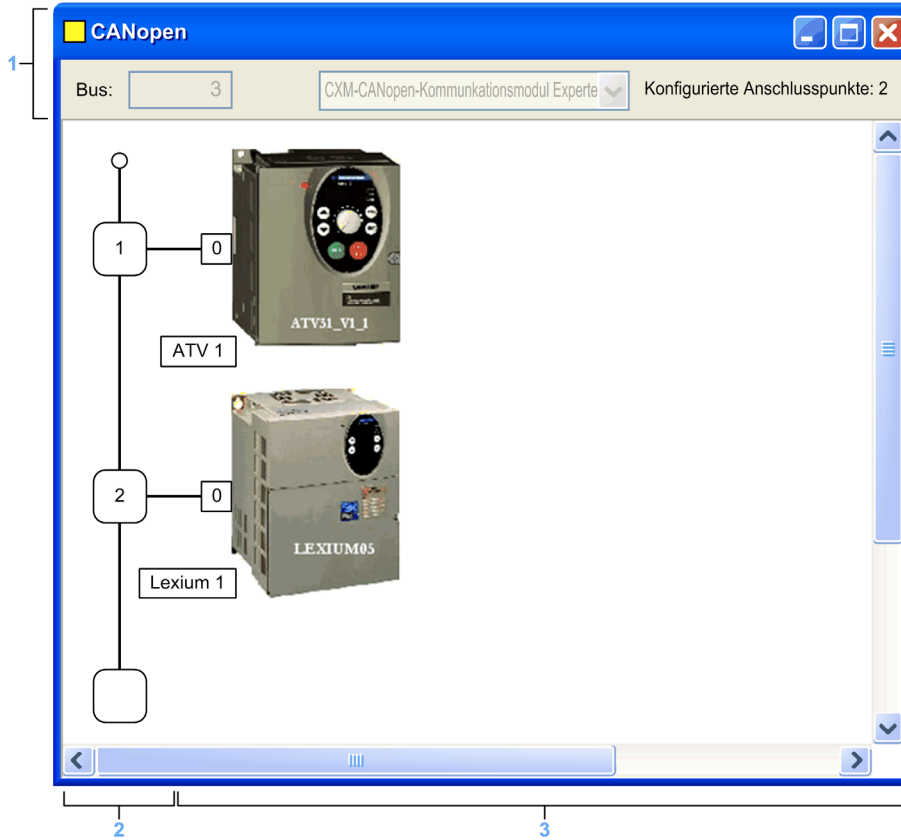 CANopen
1
Bus: 3 CXM-CANopen-Kommunkationsmodul Experte Konfigurierte Anschlusspunkte: 2
1 0
ATV31_V1_1
ATV 1
2 0
LEXIUM05
Lexium 1
2 3